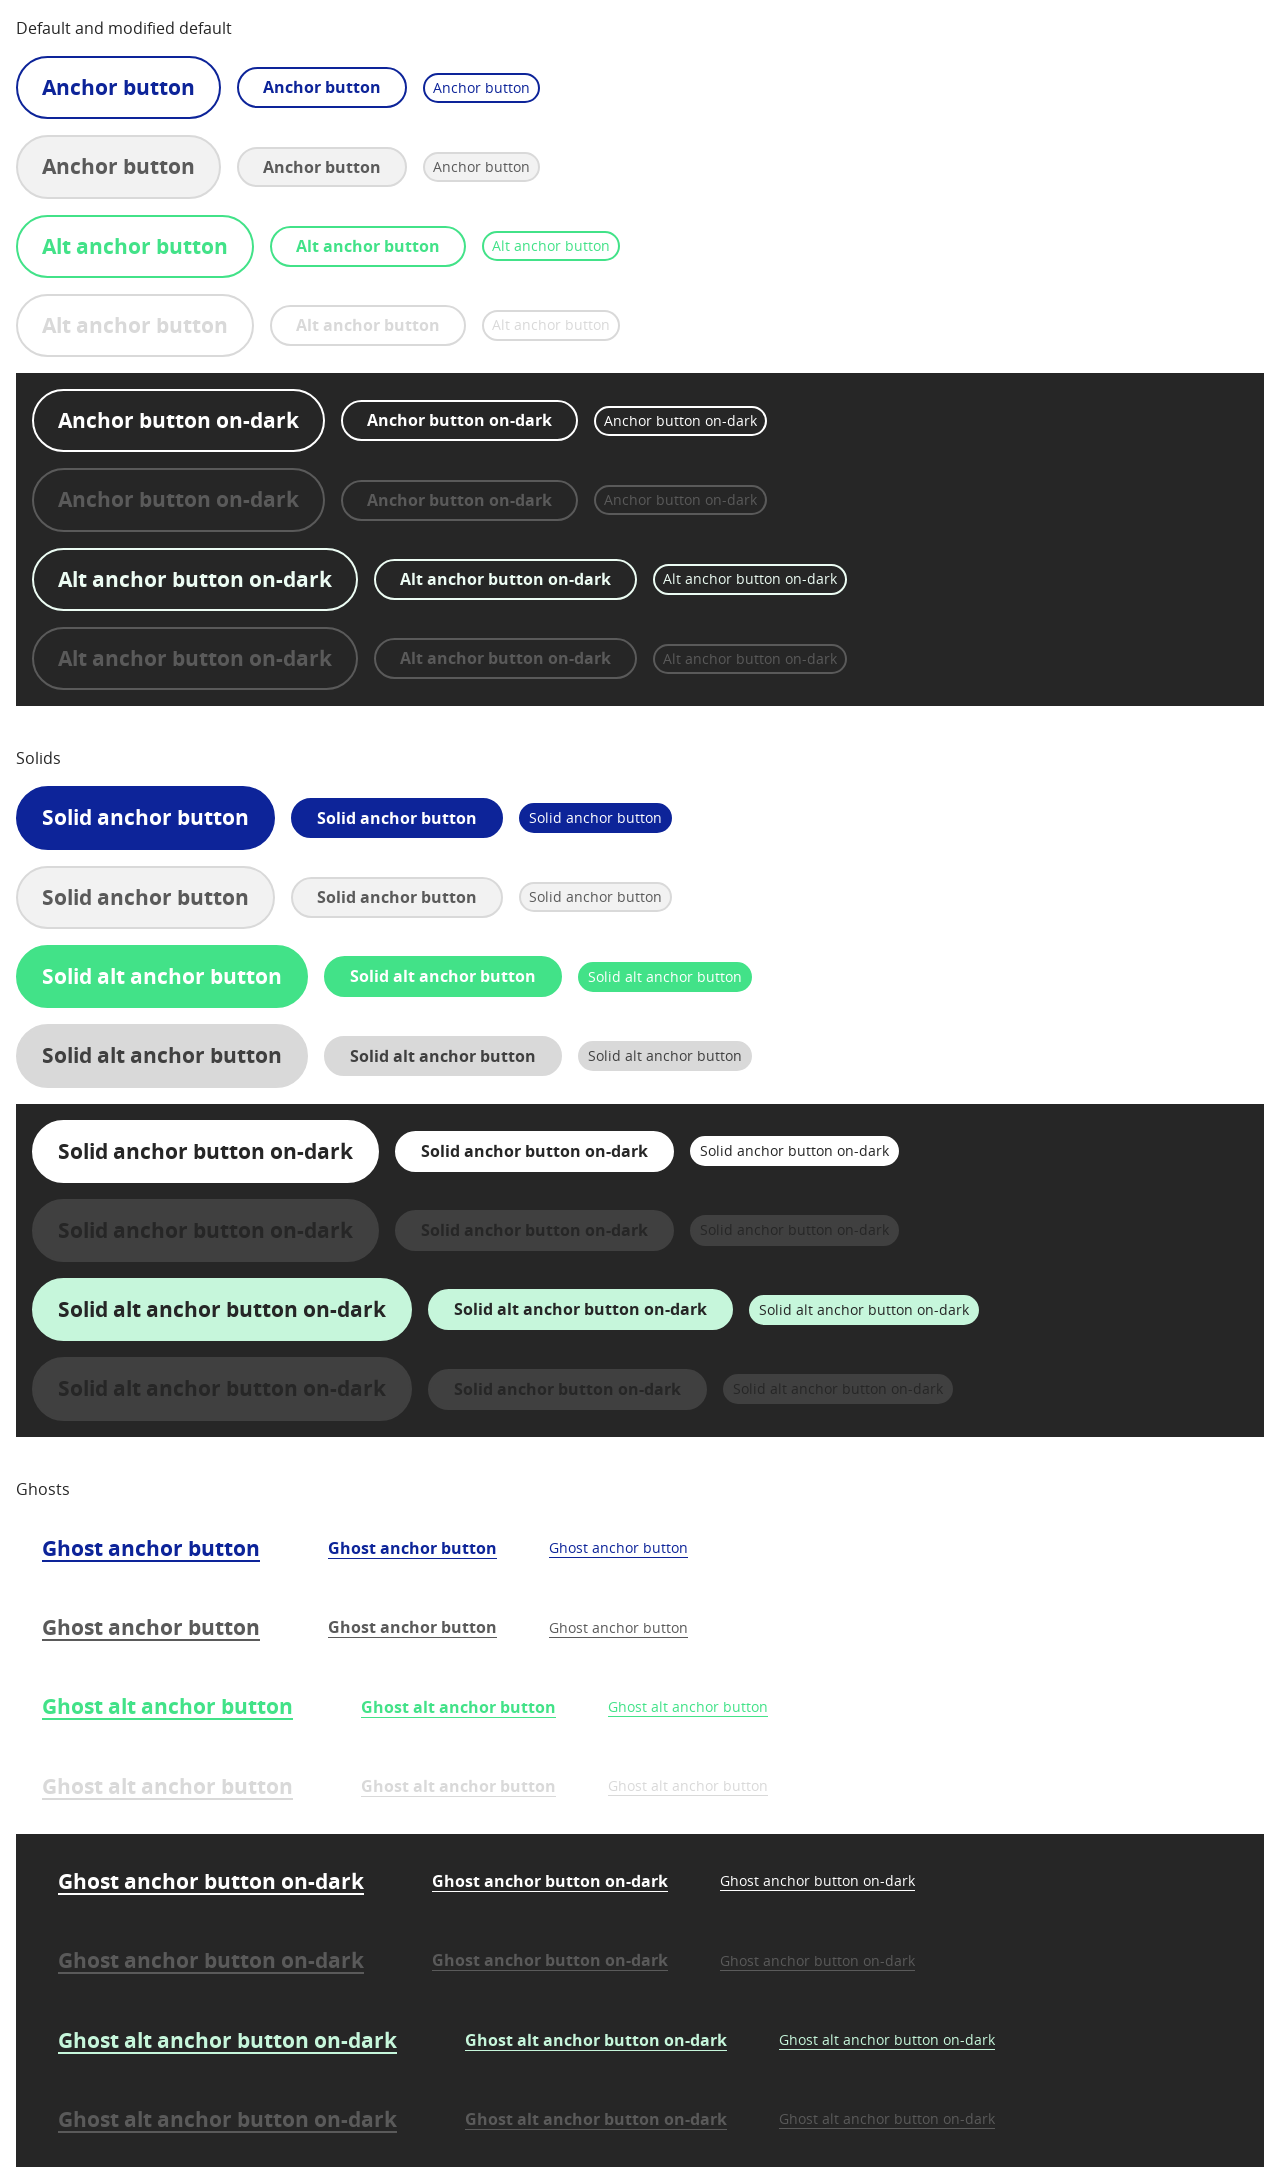 Default and modified default
Anchor button Anchor button Anchor button
Anchor button Anchor button Anchor button
Alt anchor button Alt anchor button Alt anchor button
Alt anchor button Alt anchor button Alt anchor button
Anchor button on-dark Anchor button on-dark Anchor button on-dark
Anchor button on-dark Anchor button on-dark Anchor button on-dark
Alt anchor button on-dark Alt anchor button on-dark Alt anchor button on-dark
Alt anchor button on-dark Alt anchor button on-dark Alt anchor button on-dark
Solids
Solid anchor button Solid anchor button Solid anchor button
Solid anchor button Solid anchor button Solid anchor button
Solid alt anchor button Solid alt anchor button Solid alt anchor button
Solid alt anchor button Solid alt anchor button Solid alt anchor button
Solid anchor button on-dark Solid anchor button on-dark Solid anchor button on-dark
Solid anchor button on-dark Solid anchor button on-dark Solid anchor button on-dark
Solid alt anchor button on-dark Solid alt anchor button on-dark Solid alt anchor button on-dark
Solid alt anchor button on-dark Solid anchor button on-dark Solid alt anchor button on-dark
Ghosts
Ghost anchor button Ghost anchor button Ghost anchor button
Ghost anchor button Ghost anchor button Ghost anchor button
Ghost alt anchor button Ghost alt anchor button Ghost alt anchor button
Ghost alt anchor button Ghost alt anchor button Ghost alt anchor button
Ghost anchor button on-dark Ghost anchor button on-dark Ghost anchor button on-dark
Ghost anchor button on-dark Ghost anchor button on-dark Ghost anchor button on-dark
Ghost alt anchor button on-dark Ghost alt anchor button on-dark Ghost alt anchor button on-dark
Ghost alt anchor button on-dark Ghost alt anchor button on-dark Ghost alt anchor button on-dark